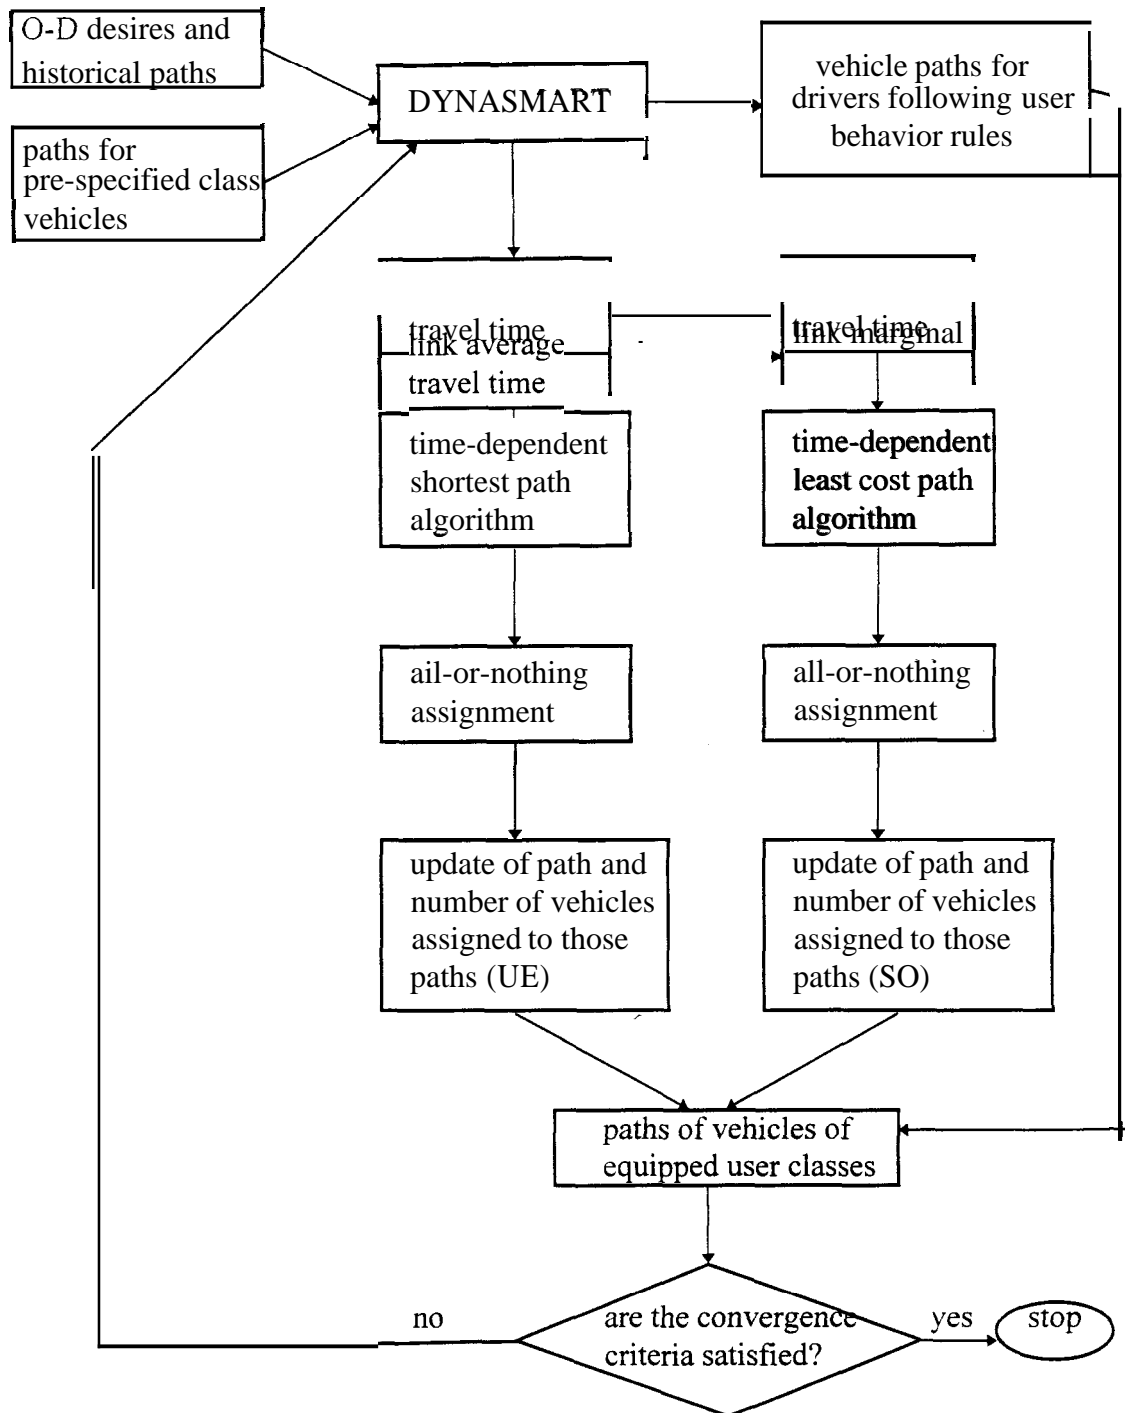 O-D desires and
historical paths
paths for
pre-specified class
vehicles
DYNASMART
vehicle paths for
drivers following user
behavior rules
travel time
link average
travel time
travel time
link marginal
time-dependent
shortest path
algorithm
time-dependent
least cost path
algorithm
ail-or-nothing
assignment
all-or-nothing
assignment
update of path and
number of vehicles
assigned to those
paths (UE)
update of path and
number of vehicles
assigned to those
paths (SO)
paths of vehicles of
equipped user classes
no
are the convergence
criteria satisfied?
yes
stop